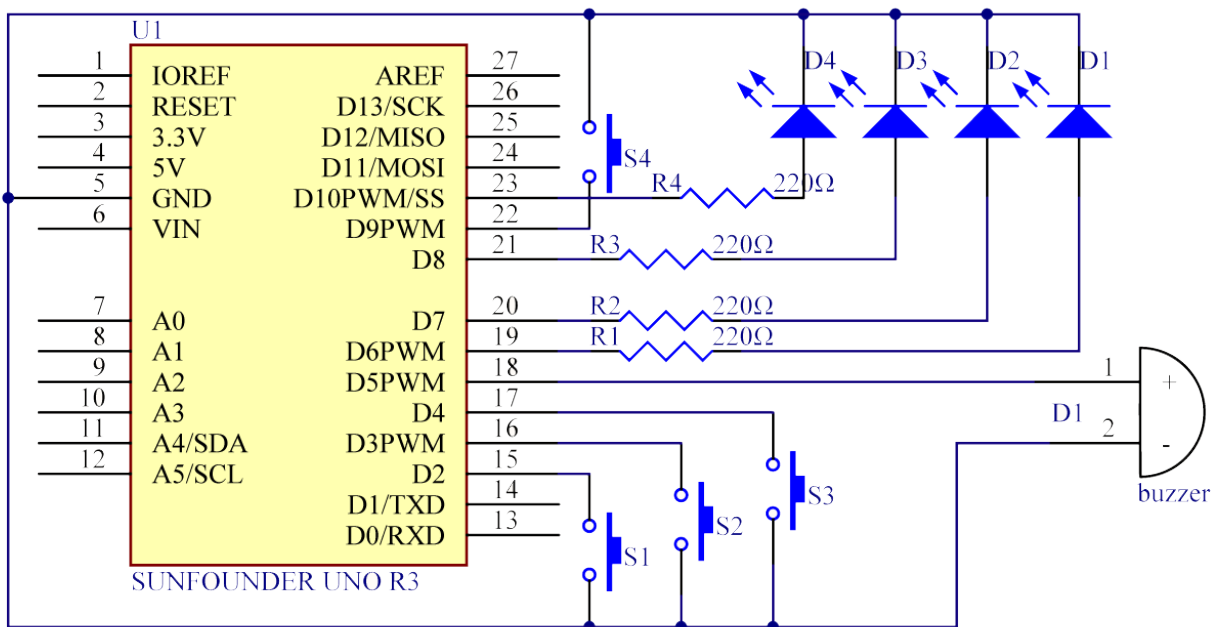 U1
1 IOREF AREF 27
2 RESET D13/SCK 26
3 3.3V D12/MISO 25
4 5V D11/MOSI 24
5 GND D10PWM/SS 23
6 VIN D9PWM 22
D8 21
7 A0 D7 20
8 A1 D6PWM 19
9 A2 D5PWM 18
10 A3 D4 17
11 A4/SDA D3PWM 16
12 A5/SCL D2 15
D1/TXD 14
D0/RXD 13
SUNFOUNDER UNO R3
D4 D3 D2 D1
S4
R4 220Ω
R3 220Ω
R2 220Ω
R1 220Ω
1 +
D1 2 -
buzzer
S3
S2
S1